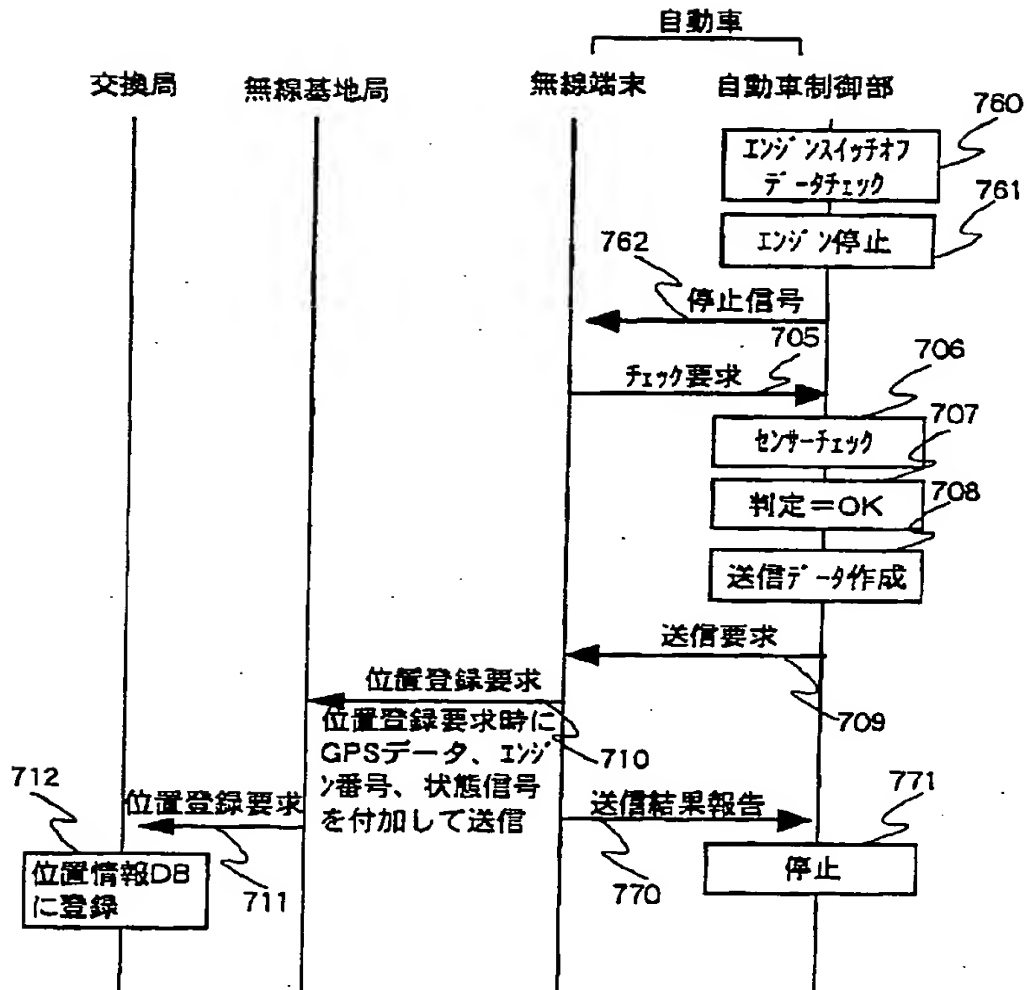 自動車
交換局
無線基地局
無線端末
自動車制御部
760
エンジンスイッチオフ
データチェック
761
エンジン停止
762
停止信号
705
チェック要求
706
センサーチェック
707
判定=OK
708
送信データ作成
送信要求
709
位置登録要求
位置登録要求時に
GPSデータ、エンジ
ン番号、状態信号
を付加して送信
710
712
位置登録要求
711
送信結果報告
770
771
停止
位置情報DB
に登録